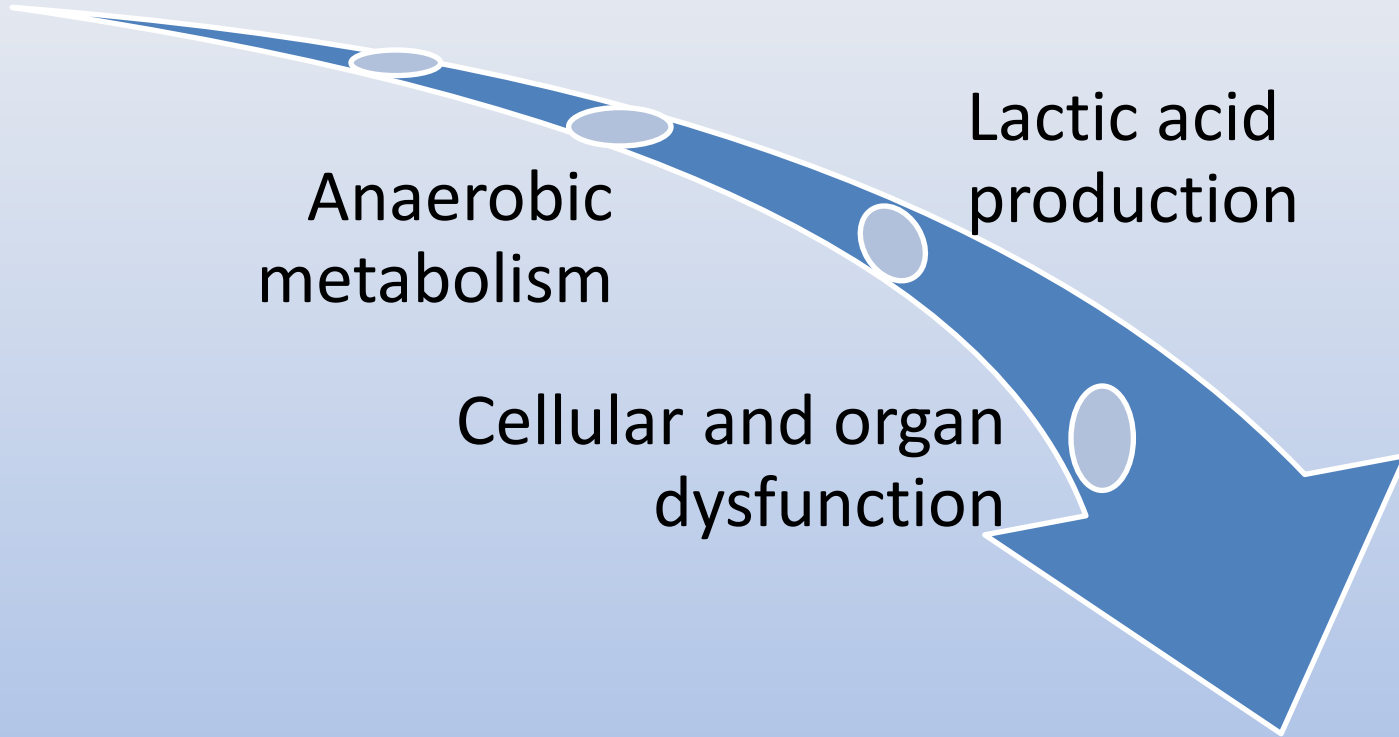 Anaerobic
metabolism
Lactic acid
production
Cellular and organ
dysfunction